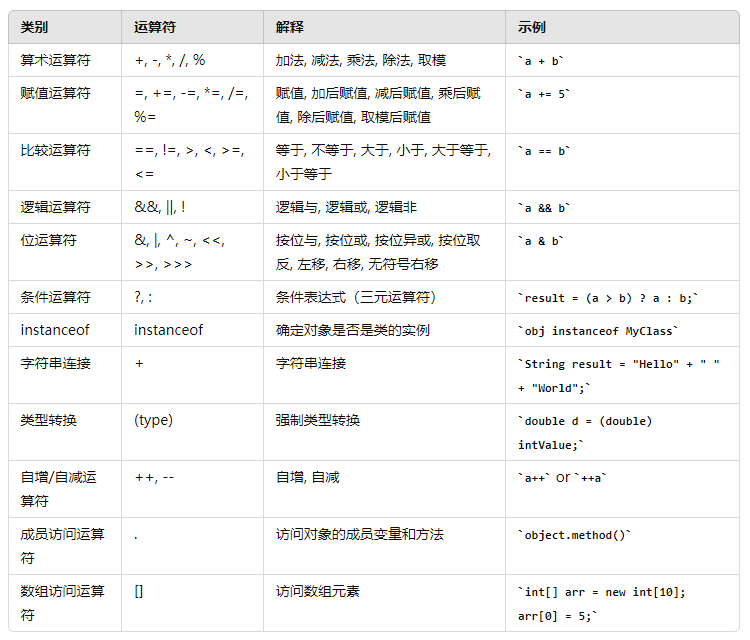 类别 运算符 解释 示例
算术运算符 +, -, *, /, % 加法, 减法, 乘法, 除法, 取模 `a + b`
赋值运算符 =, +=, -=, *=, /=, 赋值, 加后赋值, 减后赋值, 乘后赋 `a += 5`
%= 值, 除后赋值, 取模后赋值
比较运算符 ==, !=, >, <, >=, 等于, 不等于, 大于, 小于, 大于等于, `a == b`
<= 小于等于
逻辑运算符 &&, ||, ! 逻辑与, 逻辑或, 逻辑非 `a && b`
位运算符 &, |, ^, ~, <<, 按位与, 按位或, 按位异或, 按位取 `a & b`
>>, >>> 反, 左移, 右移, 无符号右移
条件运算符 ?, : 条件表达式（三元运算符） `result = (a > b) ? a : b;`
instanceof instanceof 确定对象是否是类的实例 `obj instanceof MyClass`
字符串连接 + 字符串连接 `String result = "Hello" + " "
+ "World";`
类型转换 (type) 强制类型转换 `double d = (double)
intValue;`
自增/自减运 ++, -- 自增, 自减 `a++` or `++a`
算符
成员访问运算 . 访问对象的成员变量和方法 `object.method()`
符
数组访问运算 [] 访问数组元素 `int[] arr = new int[10];
符 arr[0] = 5;`